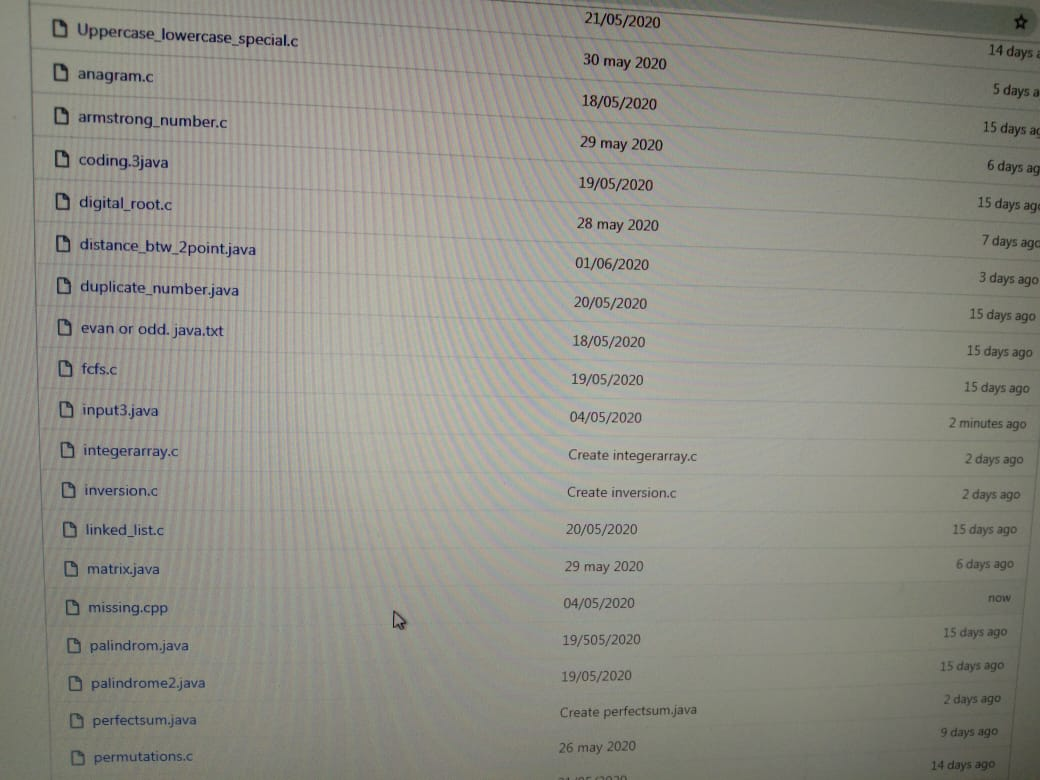 21/05/2020 14 days
Uppercase_lowercase_special.c 30 may 2020 5 days
anagram.c 18/05/2020 15 days ag
armstrong_number.c 29 may 2020 6 days ag
coding.3java 19/05/2020 15 days ago
digital_root.c 28 may 2020 7 days ago
distance_btw_2point.java 01/06/2020 3 days ago
duplicate_number.java 20/05/2020 15 days ago
evan or odd. java.txt 18/05/2020 15 days ago
fcfs.c 19/05/2020 15 days ago
input3.java 04/05/2020 2 minutes ago
integerarray.c Create integerarray.c 2 days ago
inversion.c Create inversion.c 2 days ago
linked_list.c 20/05/2020 15 days ago
matrix.java 29 may 2020 6 days ago
missing.cpp 04/05/2020 now
palindrom.java 19/505/2020 15 days ago
palindrome2.java 19/05/2020 15 days ago
perfectsum.java Create perfectsum.java 2 days ago
permutations.c 26 may 2020 9 days ago
14 days ago